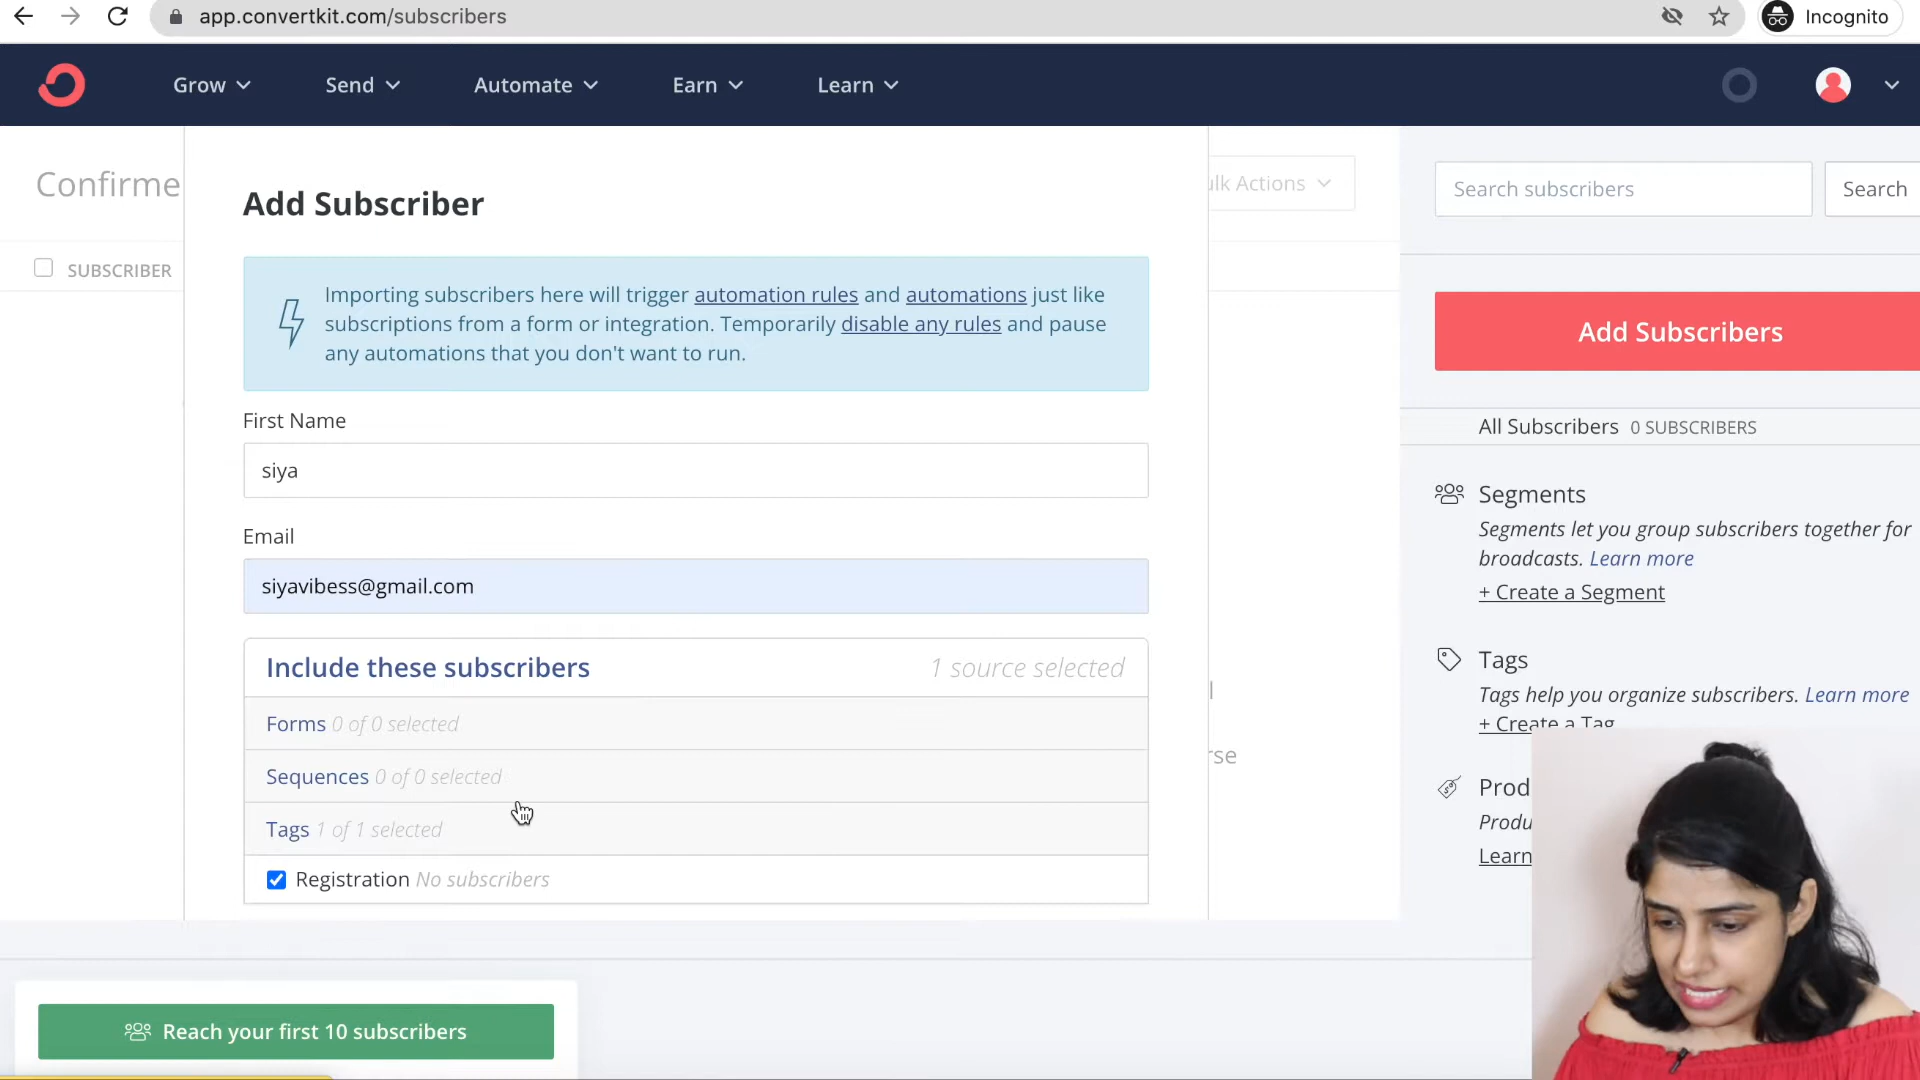 app.convertkit.com/subscribers
Incognito
Grow
Send
Automate
Earn
Learn
Confirme
ulk Actions
Search subscribers
Search
SUBSCRIBER
Add Subscriber
Importing subscribers here will trigger automation rules and automations just like
subscriptions from a form or integration. Temporarily disable any rules and pause
any automations that you don't want to run.
First Name
siya
Email
siyavibess@gmail.com
Include these subscribers 1 source selected
Forms 0 of 0 selected
Sequences 0 of 0 selected
Tags 1 of 1 selected
Registration No subscribers
rse
Add Subscribers
All Subscribers 0 SUBSCRIBERS
Segments
Segments let you group subscribers together for
broadcasts. Learn more
+ Create a Segment
Tags
Tags help you organize subscribers. Learn more
+ Create a Tag
Prod
Produ
Learn
Reach your first 10 subscribers